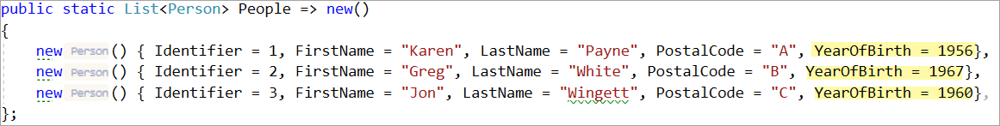 public static List<Person> People => new()
{
    new Person () { Identifier = 1, FirstName = "Karen", LastName = "Payne", PostalCode = "A", YearOfBirth = 1956},
    new Person () { Identifier = 2, FirstName = "Greg", LastName = "White", PostalCode = "B", YearOfBirth = 1967},
    new Person () { Identifier = 3, FirstName = "Jon", LastName = "Wingett", PostalCode = "C", YearOfBirth = 1960},
};